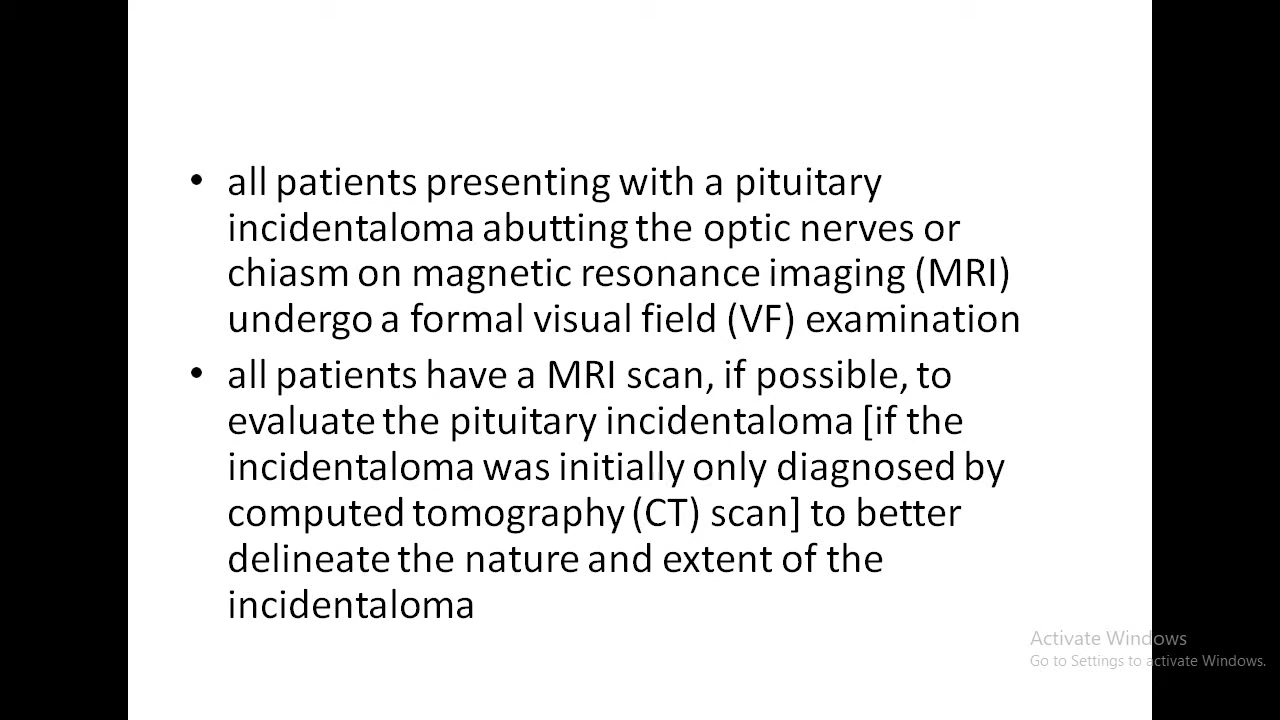 • all patients presenting with a pituitary
incidentaloma abutting the optic nerves or
chiasm on magnetic resonance imaging (MRI)
undergo a formal visual field (VF) examination
• all patients have a MRI scan, if possible, to
evaluate the pituitary incidentaloma [if the
incidentaloma was initially only diagnosed by
computed tomography (CT) scan] to better
delineate the nature and extent of the
incidentaloma
Activate Windows
Go to Settings to activate Windows.